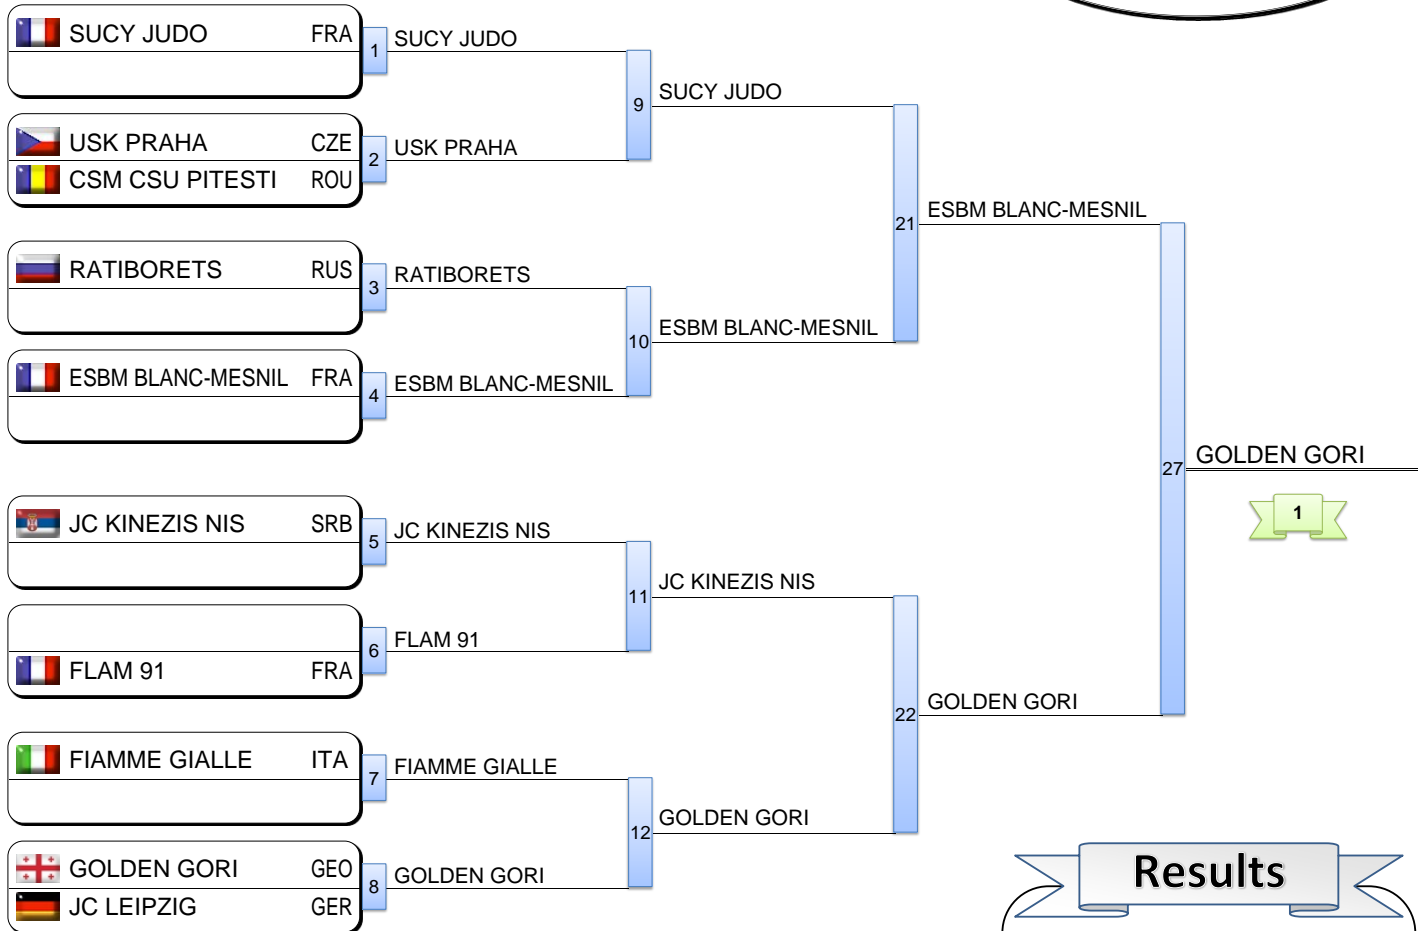 SUCY JUDO FRA
1
SUCY JUDO
9
SUCY JUDO
USK PRAHA CZE
CSM CSU PITESTI ROU
2
USK PRAHA
21
ESBM BLANC-MESNIL
RATIBORETS RUS
3
RATIBORETS
10
ESBM BLANC-MESNIL
ESBM BLANC-MESNIL FRA
4
ESBM BLANC-MESNIL
27
GOLDEN GORI
1
JC KINEZIS NIS SRB
5
JC KINEZIS NIS
11
JC KINEZIS NIS
6
FLAM 91
FLAM 91 FRA
22
GOLDEN GORI
FIAMME GIALLE ITA
7
FIAMME GIALLE
12
GOLDEN GORI
GOLDEN GORI GEO
JC LEIPZIG GER
8
GOLDEN GORI
Results